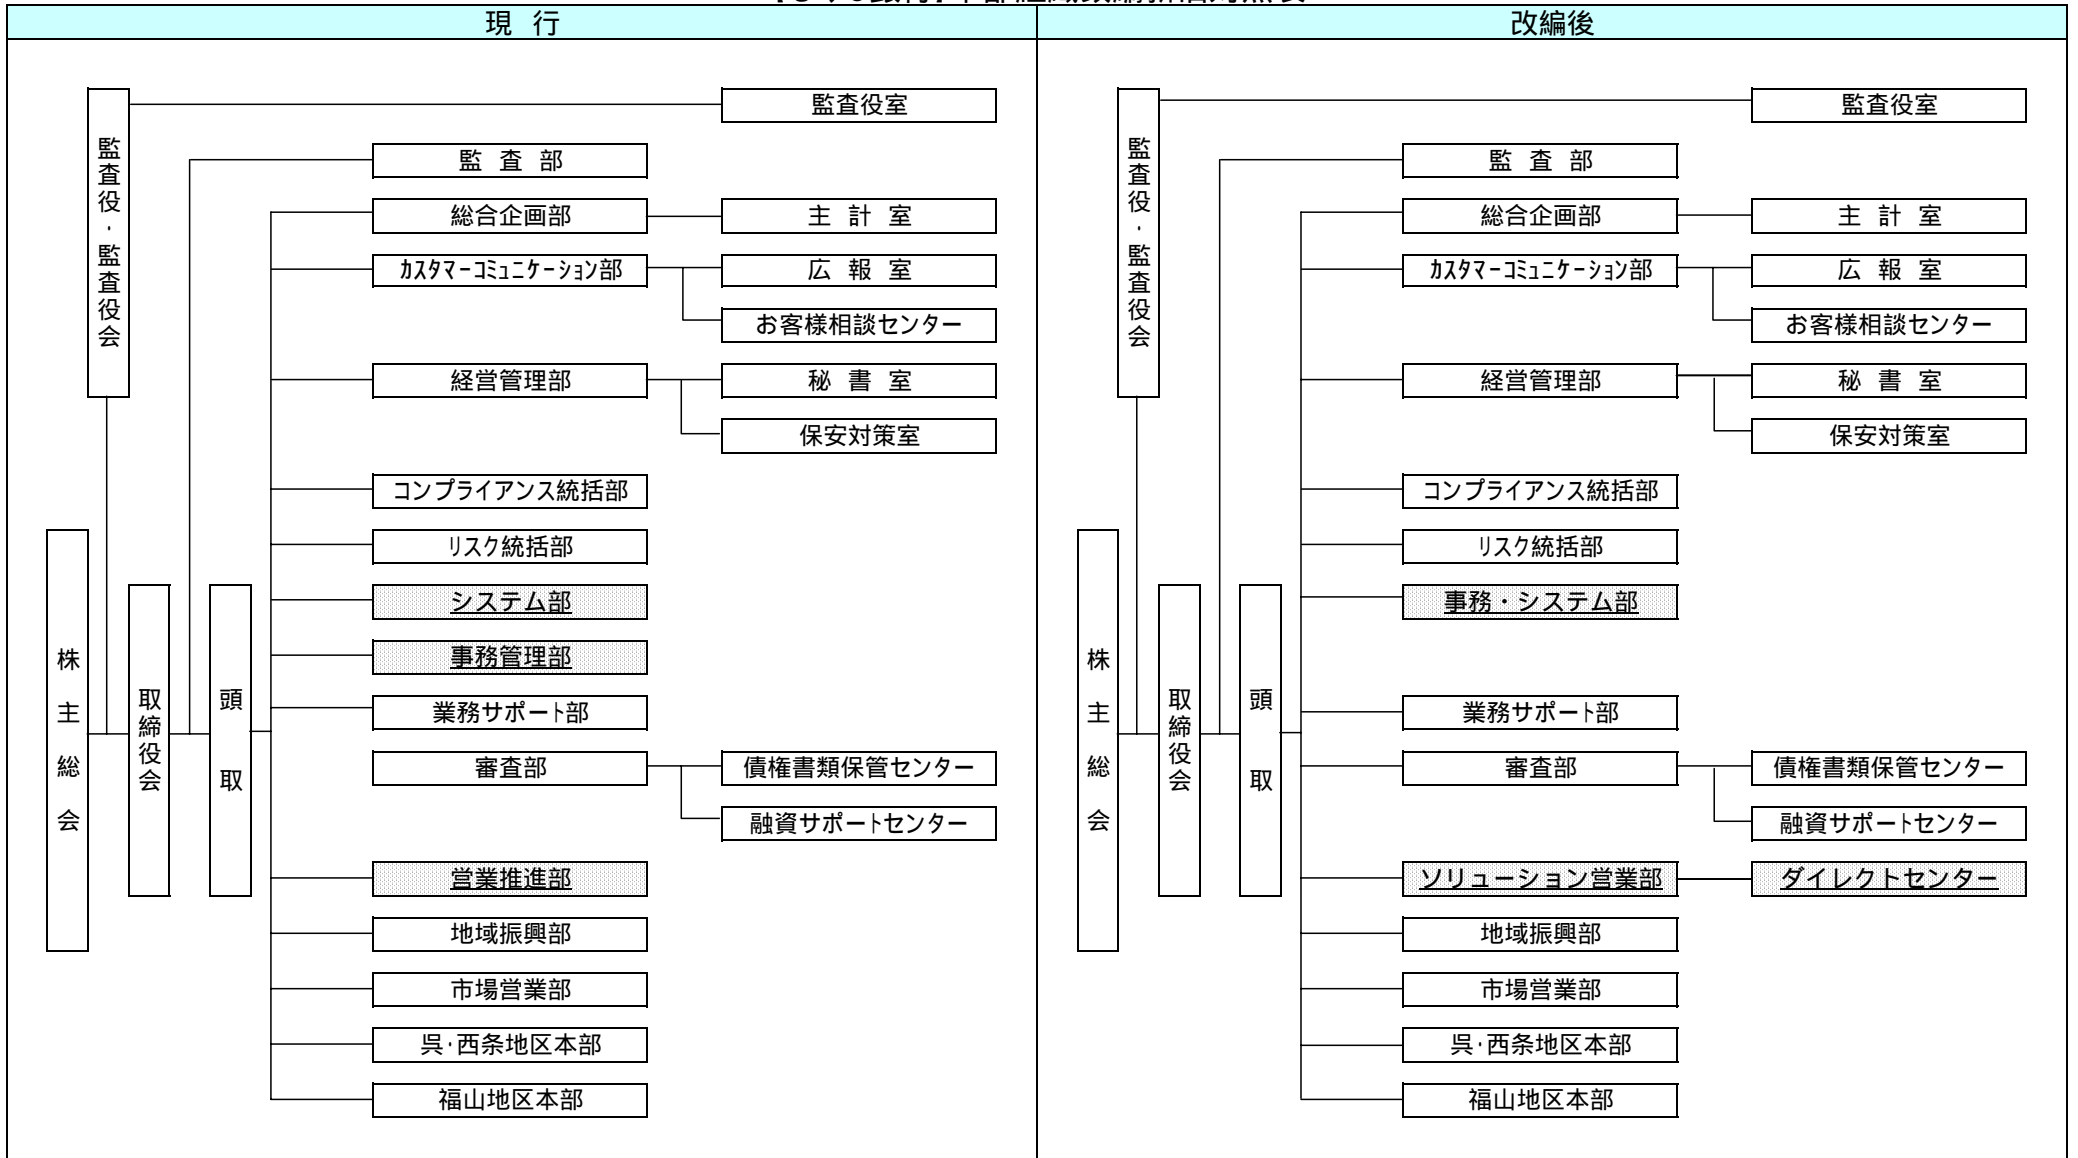 現 行
監査役・監査役会
監査役室
監 査 部
総合企画部
主 計 室
ｶｽﾀﾏｰｺﾐｭﾆｹｰｼｮﾝ部
広 報 室
お客様相談センター
経営管理部
秘 書 室
保安対策室
コンプライアンス統括部
リスク統括部
システム部
事務管理部
業務サポート部
審査部
債権書類保管センター
融資サポートセンター
営業推進部
地域振興部
市場営業部
呉･西条地区本部
福山地区本部
株主総会
取締役会
頭取
改編後
監査役・監査役会
監査役室
監 査 部
総合企画部
主 計 室
ｶｽﾀﾏｰｺﾐｭﾆｹｰｼｮﾝ部
広 報 室
お客様相談センター
経営管理部
秘 書 室
保安対策室
コンプライアンス統括部
リスク統括部
事務・システム部
業務サポート部
審査部
債権書類保管センター
融資サポートセンター
ソリューション営業部
ダイレクトセンター
地域振興部
市場営業部
呉･西条地区本部
福山地区本部
株主総会
取締役会
頭取